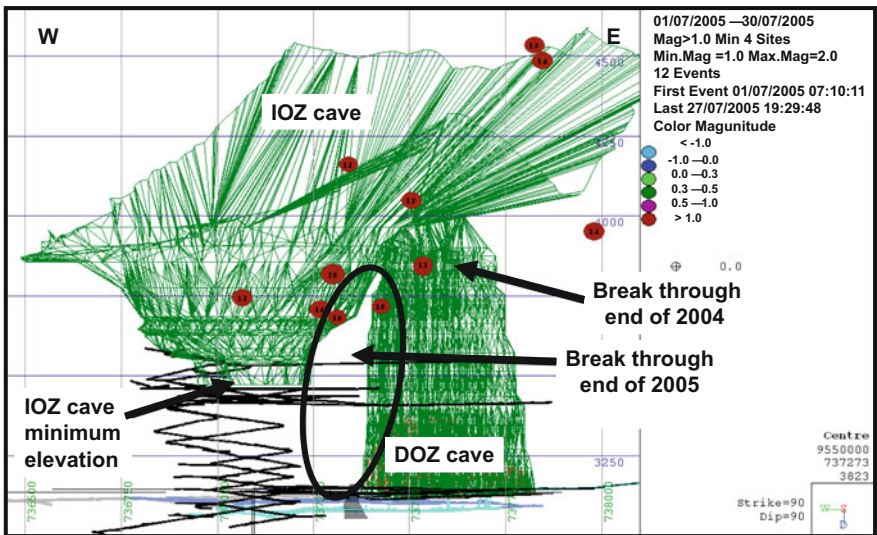 W
E
IOZ cave
01/07/2005 —30/07/2005
Mag>1.0 Min 4 Sites
Min.Mag =1.0 Max.Mag=2.0
12 Events
First Event 01/07/2005 07:10:11
Last 27/07/2005 19:29:48
Color Magunitude
< -1.0
-1.0 —0.0
0.0 —0.3
0.3 —0.5
0.5 —1.0
> 1.0
4500
4250
4000
0.0
Break through
end of 2004
Break through
end of 2005
IOZ cave
minimum
elevation
DOZ cave
3250
736500
736750
738000
Centre
9550000
737273
3823
Strike=90
Dip=90
W
D